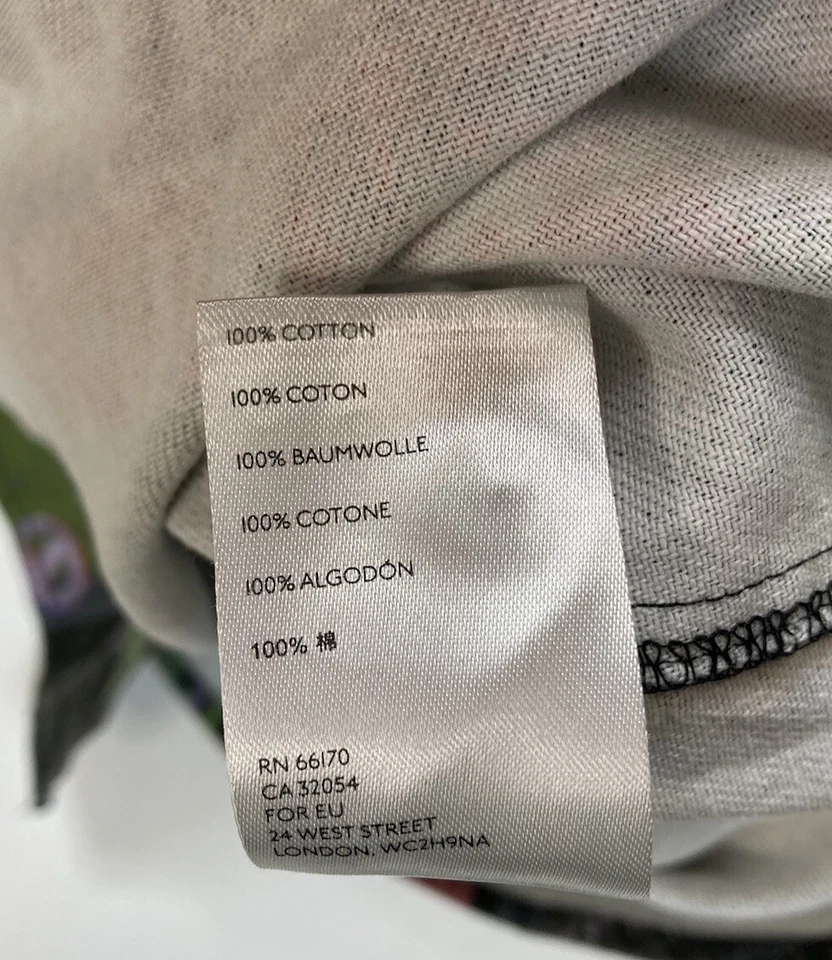 100% COTTON
100% COTON
100% BAUMWOLLE
100% COTONE
100% ALGODÓN
100% 棉
RN 66170
CA 32054
FOR EU
24 WEST STREET
LONDON, WC2H9NA